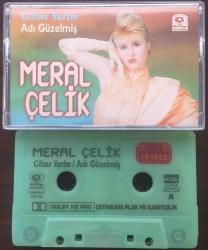 Gitme Yarim
Adı Güzelmiş
MERAL
ÇELİK
MERAL ÇELİK
Gitme Yarim / Adı Güzelmiş
DOLBY HX PRO
ÇETİNKAYA PLAK VE KASETÇİLİK
A